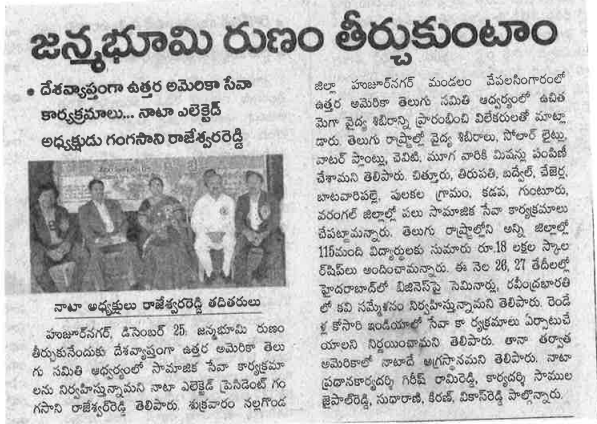 జన్మభూమి రుణం తీర్చుకుంటాం
• దేశవ్యాప్తంగా ఉత్తర అమెరికా సేవా
కార్యక్రమాలు... నాటా ఎలెక్టెడ్
అధ్యక్షుడు గంగసాని రాజేశ్వరరెడ్డి
నాటా అధ్యక్షులు రాజేశ్వరరెడ్డి తదితరులు
హుజూర్‌నగర్, డిసెంబర్ 25: జన్మభూమి రుణం
తీర్చుకునేందుకు దేశవ్యాప్తంగా ఉత్తర అమెరికా తెలు
గు సమితి ఆధ్వర్యంలో సామాజిక సేవా కార్యక్రమా
లను నిర్వహిస్తున్నామని నాటా ఎలెక్టెడ్ ప్రెసిడెంట్ గం
గసాని రాజేశ్వర్‌రెడ్డి తెలిపారు. శుక్రవారం నల్లగొండ
జిల్లా హుజూర్‌నగర్ మండలం వేపలసింగారంలో
ఉత్తర అమెరికా తెలుగు సమితి ఆధ్వర్యంలో ఉచిత
మెగా వైద్య శిబిరాన్ని ప్రారంభించి విలేకరులతో మాట్లా
డారు. తెలుగు రాష్ట్రాల్లో వైద్య శిబిరాలు, సోలార్ లైట్లు,
వాటర్ ప్లాంట్లు, చెవిటి, మూగ వారికి మిషన్లు పంపిణీ
చేశామని తెలిపారు. చిత్తూరు, తిరుపతి, బద్వేల్, చేజెర్ల,
బాటవారిపల్లె, పులకల గ్రామం, కడప, గుంటూరు,
వరంగల్ జిల్లాల్లో పలు సామాజిక సేవా కార్యక్రమాలు
చేపట్టామన్నారు. తెలుగు రాష్ట్రాల్లోని అన్ని జిల్లాల్లో
115మంది విద్యార్థులకు సుమారు రూ.18 లక్షల స్కాల
ర్‌షిప్‌లు అందించామన్నారు. ఈ నెల 26, 27 తేదీలల్లో
హైదరాబాద్‌లో బిజినెస్‌పై సెమినార్లు, రవీంద్రభారతి
లో కవి సమ్మేళనం నిర్వహిస్తున్నామని తెలిపారు. రెండే
ళ్ల కోసారి ఇండియాలో సేవా కా ర్యక్రమాలు ఏర్పాటుచే
యాలని నిర్ణయించామని తెలిపారు. తానా తర్వాత
అమెరికాలో నాటాదే అగ్రస్థానమని తెలిపారు. నాటా
ప్రధానకార్యదర్శి గిరీష్ రామిరెడ్డి, కార్యదర్శి సాముల
జైపాల్‌రెడ్డి, సుధారాణి, కిరణ్, వికాస్‌రెడ్డి పాల్గొన్నారు.